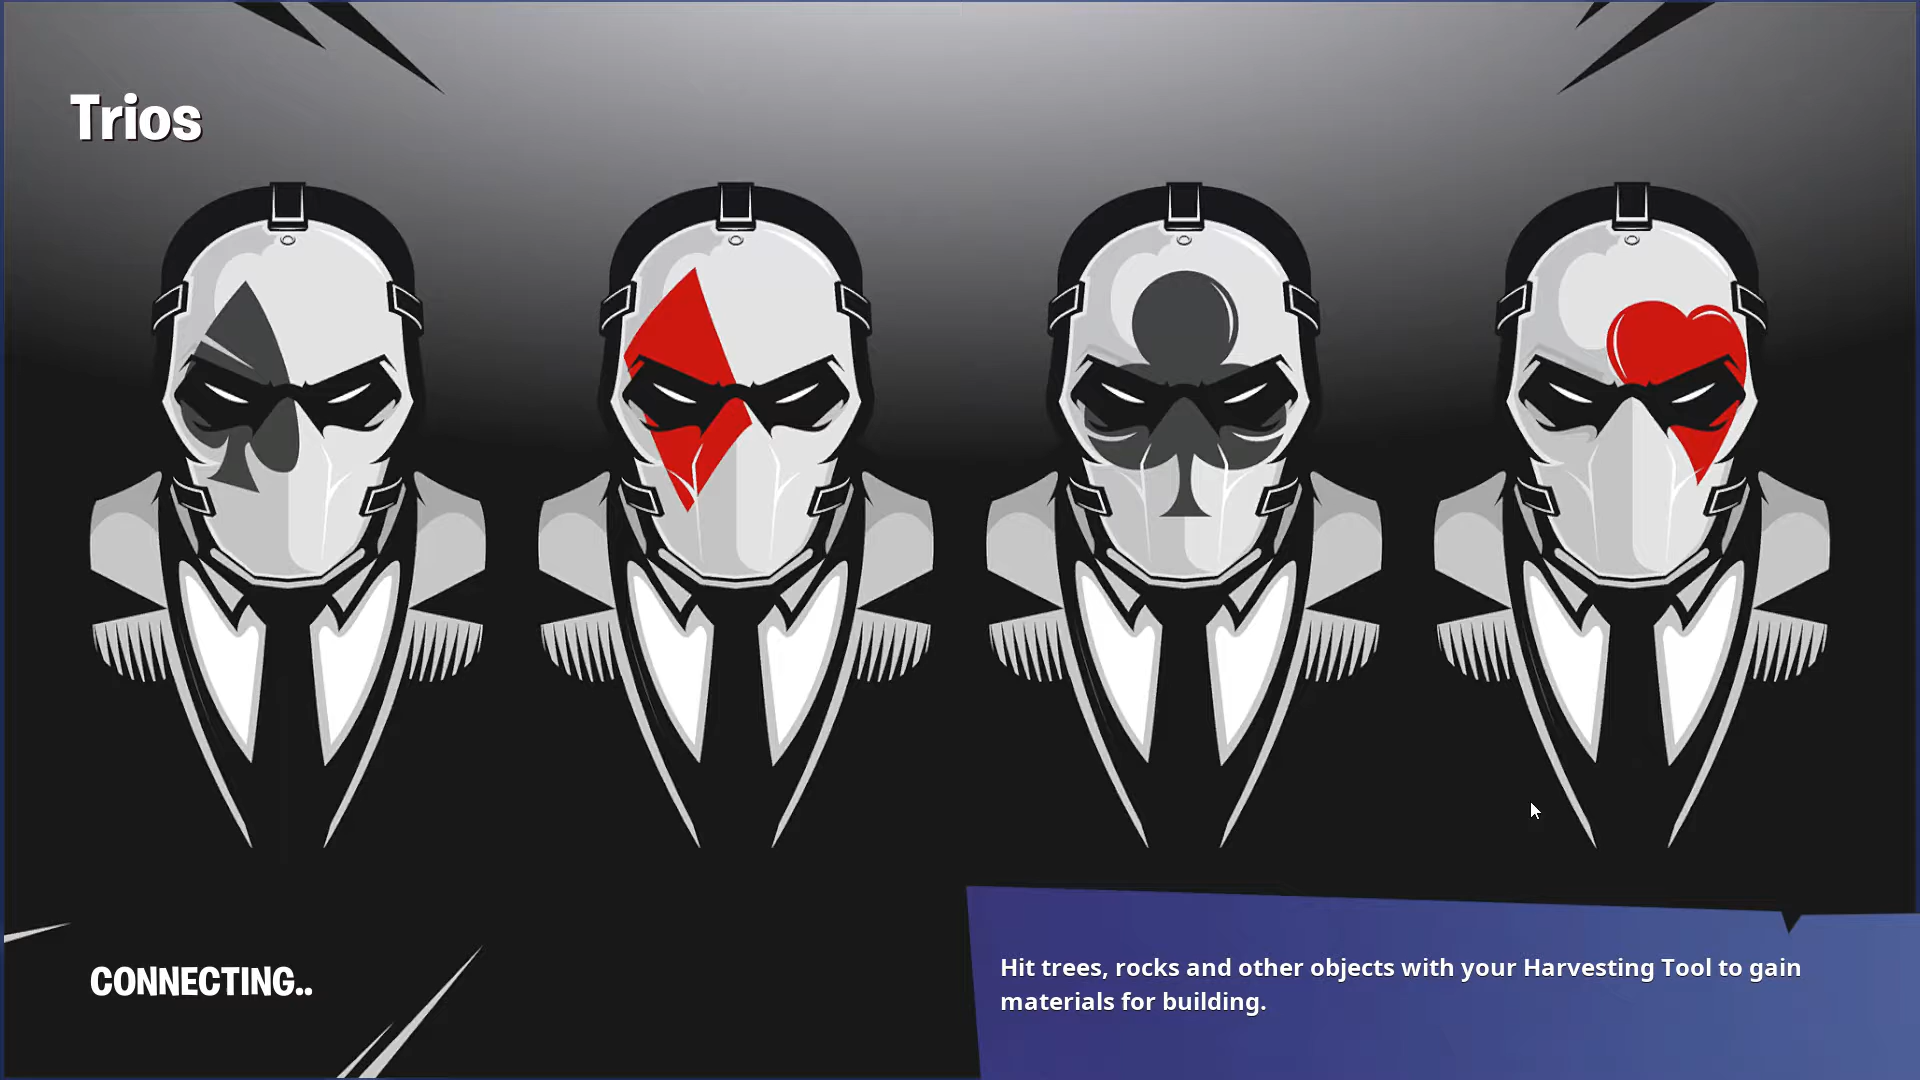 Trios
CONNECTING..
Hit trees, rocks and other objects with your Harvesting Tool to gain
materials for building.